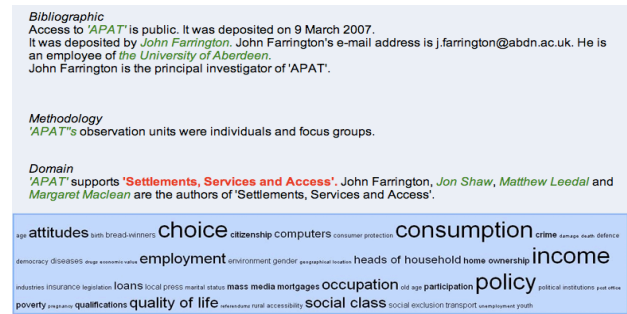 Bibliographic
Access to 'APAT' is public. It was deposited on 9 March 2007.
It was deposited by John Farrington. John Farrington's e-mail address is j.farrington@abdn.ac.uk. He is
an employee of the University of Aberdeen.
John Farrington is the principal investigator of 'APAT'.
Methodology
'APAT''s observation units were individuals and focus groups.
Domain
'APAT' supports 'Settlements, Services and Access'. John Farrington, Jon Shaw, Matthew Leedal and
Margaret Maclean are the authors of 'Settlements, Services and Access'.
age attitudes birth bread-winners choice citizenship computers consumer protection consumption crime damage death defence
democracy diseases drugs economic value employment environment gender geographical location heads of household home ownership income
industries insurance legislation loans local press marital status mass media mortgages occupation old age participation policy political institutions post office
poverty pregnancy qualifications quality of life referendums rural accessibility social class social exclusion transport unemployment youth